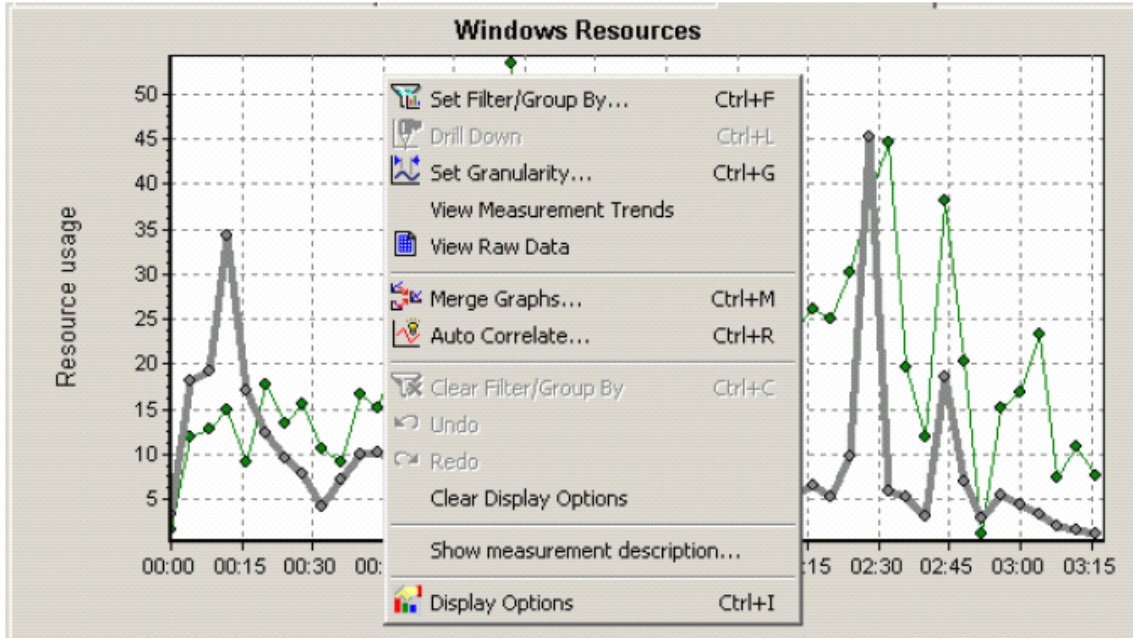 Windows Resources
Resource usage
50
45
40
35
30
25
20
15
10
5
Set Filter/Group By... Ctrl+F
Drill Down Ctrl+L
Set Granularity... Ctrl+G
View Measurement Trends
View Raw Data
Merge Graphs... Ctrl+M
Auto Correlate... Ctrl+R
Clear Filter/Group By Ctrl+C
Undo
Redo
Clear Display Options
Show measurement description...
Display Options Ctrl+I
00:00 00:15 00:30 00: :15 02:30 02:45 03:00 03:15